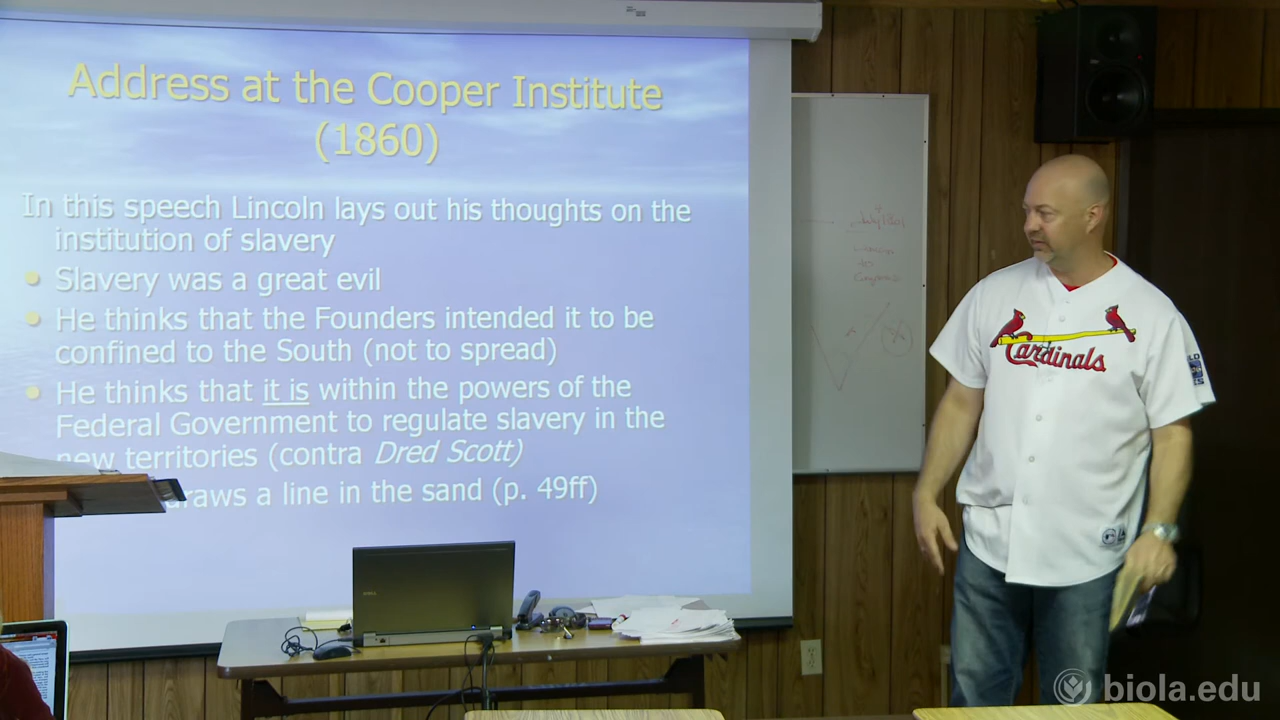 Address at the Cooper Institute
(1860)
In this speech Lincoln lays out his thoughts on the
institution of slavery
Slavery was a great evil
He thinks that the Founders intended it to be
confined to the South (not to spread)
He thinks that it is within the powers of the
Federal Government to regulate slavery in the
new territories (contra Dred Scott)
draws a line in the sand (p. 49ff)
Cardinals
DELL
biola.edu